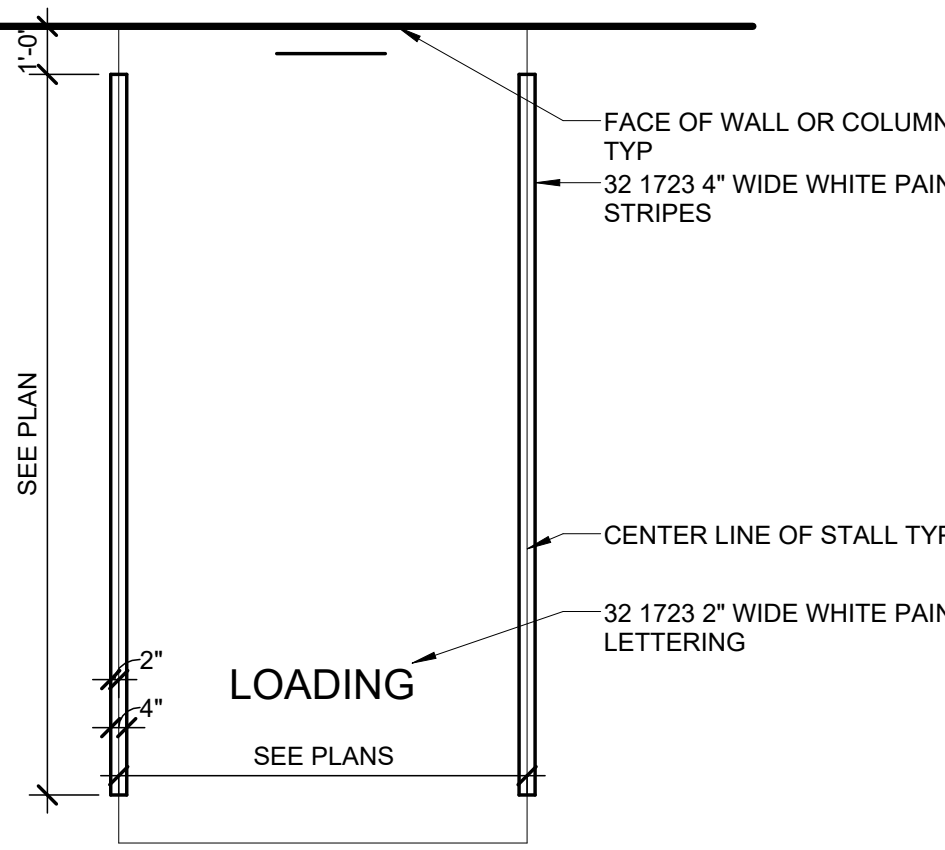 1'-0"
FACE OF WALL OR COLUMN
TYP
32 1723 4" WIDE WHITE PAIN
STRIPES
SEE PLAN
CENTER LINE OF STALL TYP
32 1723 2" WIDE WHITE PAIN
LETTERING
2"
LOADING
4"
SEE PLANS